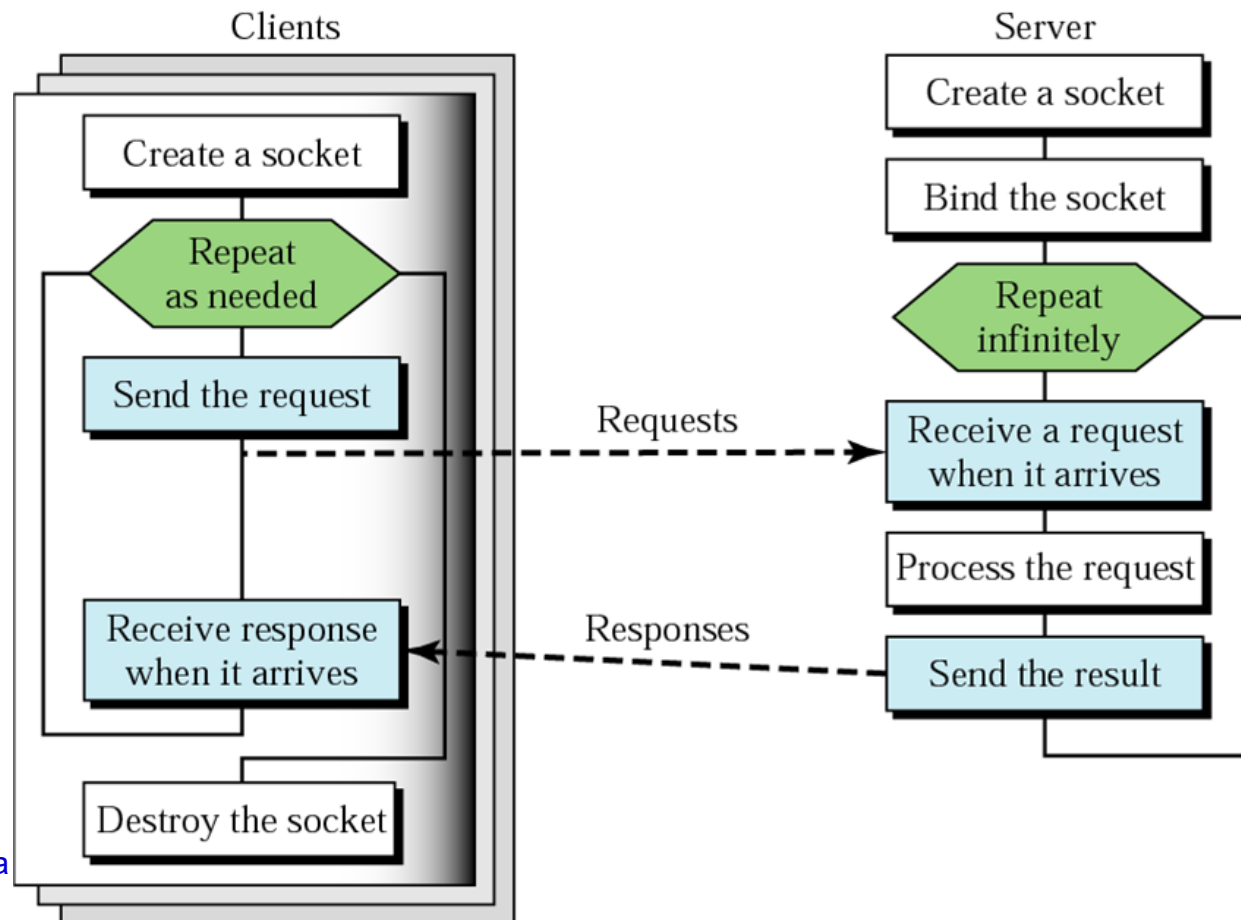 Clients
Create a socket
Repeat
as needed
Send the request
Receive response
when it arrives
Destroy the socket
a
Requests
Responses
Server
Create a socket
Bind the socket
Repeat
infinitely
Receive a request
when it arrives
Process the request
Send the result